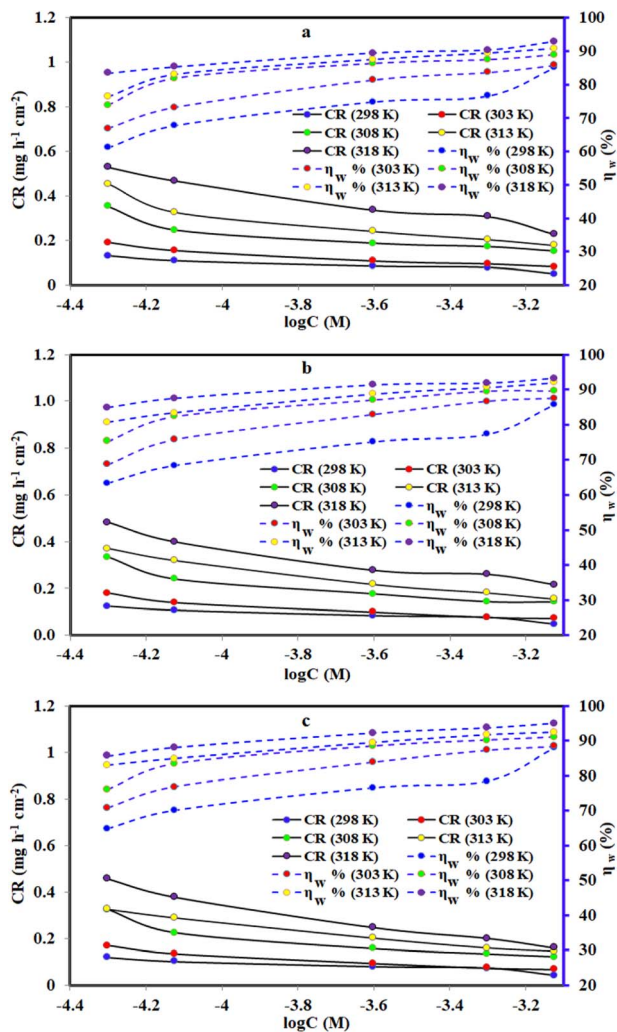 a
1.2
1
0.8
0.6
0.4
0.2
0
CR (mg h-1 cm-2)
100
90
80
70
60
50
40
30
20
ηw (%)
CR (298 K) CR (303 K)
CR (308 K) CR (313 K)
CR (318 K) ηw % (298 K)
ηw % (303 K) ηw % (308 K)
ηw % (313 K) ηw % (318 K)
-4.4 -4.2 -4 -3.8 -3.6 -3.4 -3.2
logC (M)
b
1.2
1.0
0.8
0.6
0.4
0.2
0.0
CR (mg h-1 cm-2)
100
90
80
70
60
50
40
30
20
ηw (%)
CR (298 K) CR (303 K)
CR (308 K) CR (313 K)
CR (318 K) ηw % (298 K)
ηw % (303 K) ηw % (308 K)
ηw % (313 K) ηw % (318 K)
-4.4 -4.2 -4 -3.8 -3.6 -3.4 -3.2
logC (M)
c
1.2
1
0.8
0.6
0.4
0.2
0
CR (mg h-1 cm-2)
100
90
80
70
60
50
40
30
20
ηw (%)
CR (298 K) CR (303 K)
CR (308 K) CR (313 K)
CR (318 K) ηw % (298 K)
ηw % (303 K) ηw % (308 K)
ηw % (313 K) ηw % (318 K)
-4.4 -4.2 -4 -3.8 -3.6 -3.4 -3.2
logC (M)